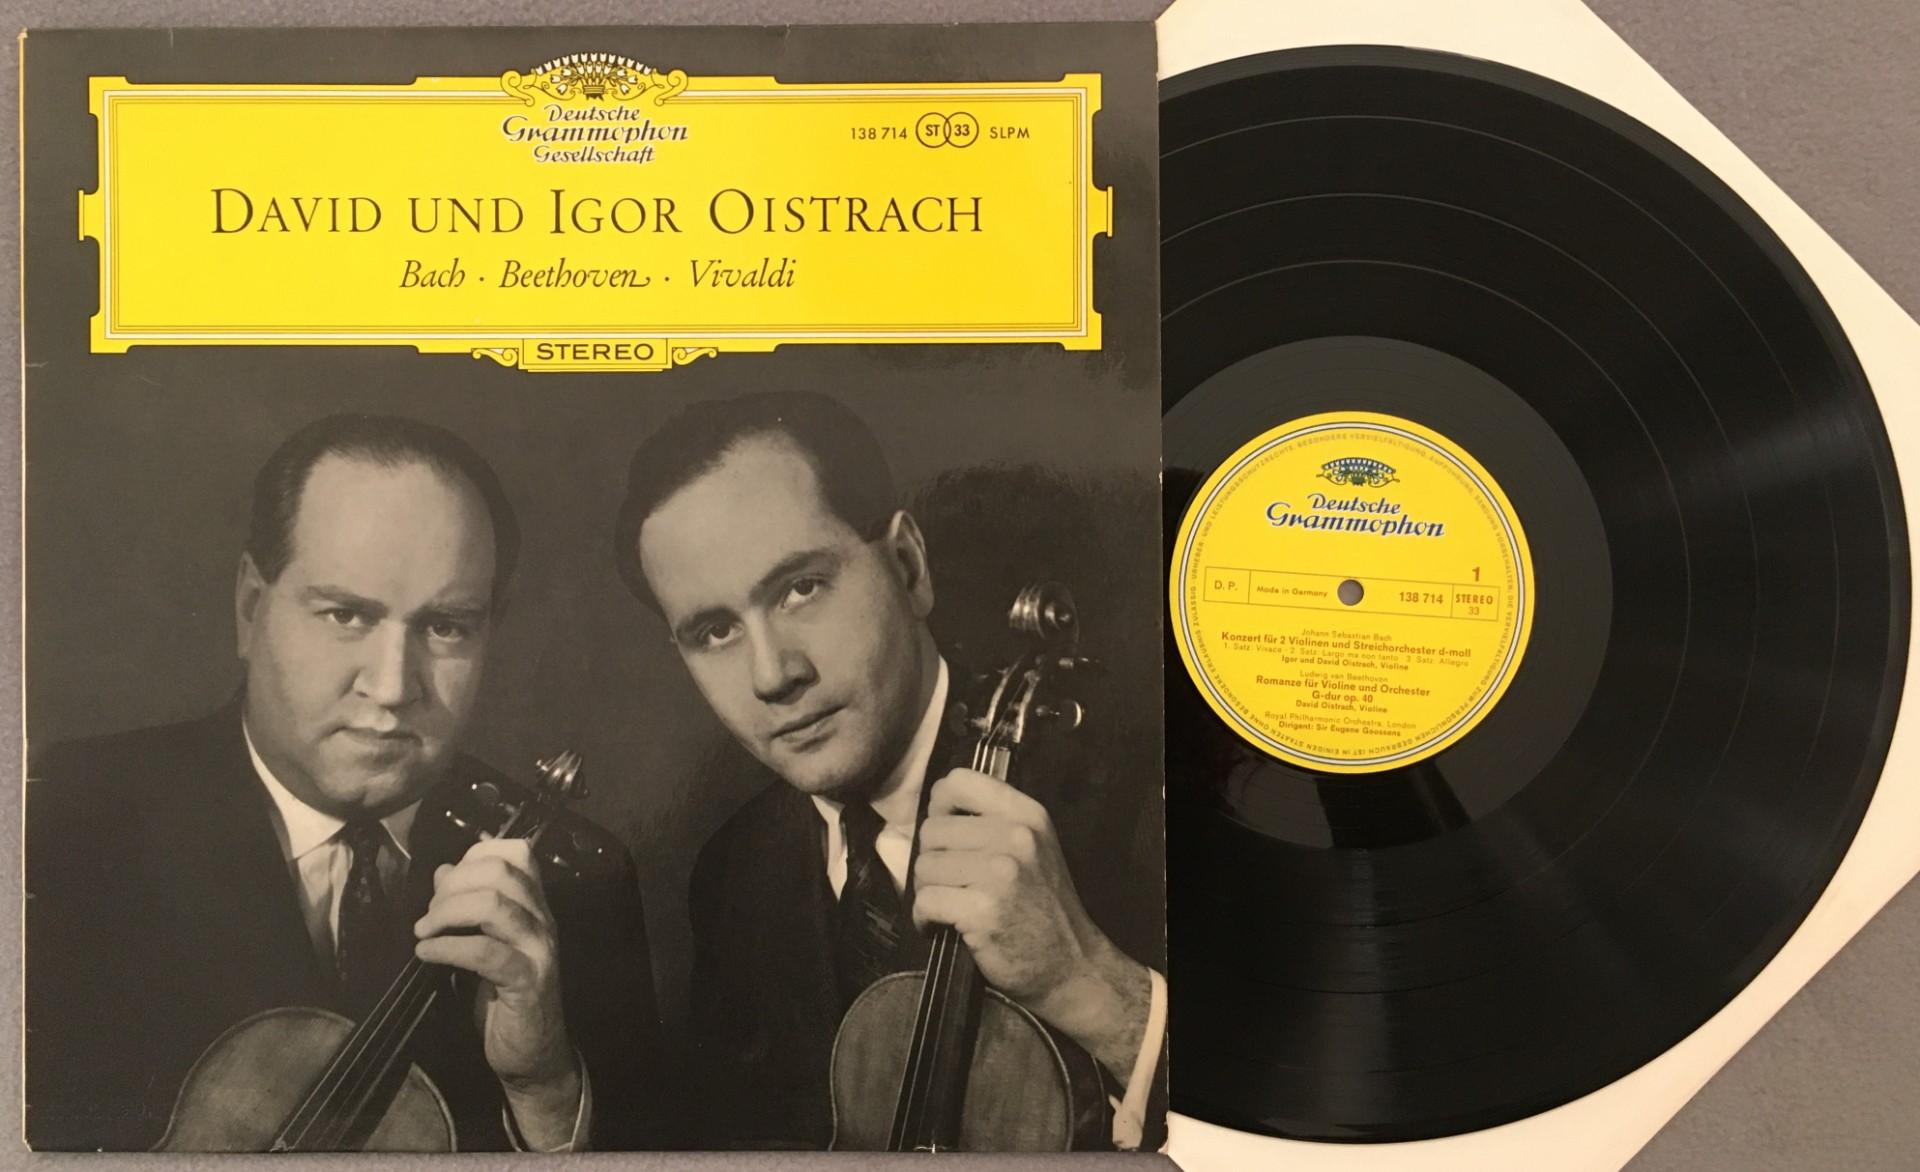 Deutsche
Grammophon
Gesellschaft
138 714 ST 33 SLPM
DAVID UND IGOR OISTRACH
Bach · Beethoven · Vivaldi
STEREO
Deutsche
Grammophon
1
D. P. Made in Germany 138 714 STEREO
33
Johann Sebastian Bach
Konzert für 2 Violinen und Streichorchester d-moll
1. Satz: Vivace · 2. Satz: Largo ma non tanto · 3. Satz: Allegro
Igor und David Oistrach, Violine
Ludwig van Beethoven
Romanze für Violine und Orchester
G-dur op. 40
David Oistrach, Violine
Royal Philharmonic Orchestra, London
Dirigent: Sir Eugene Goossens